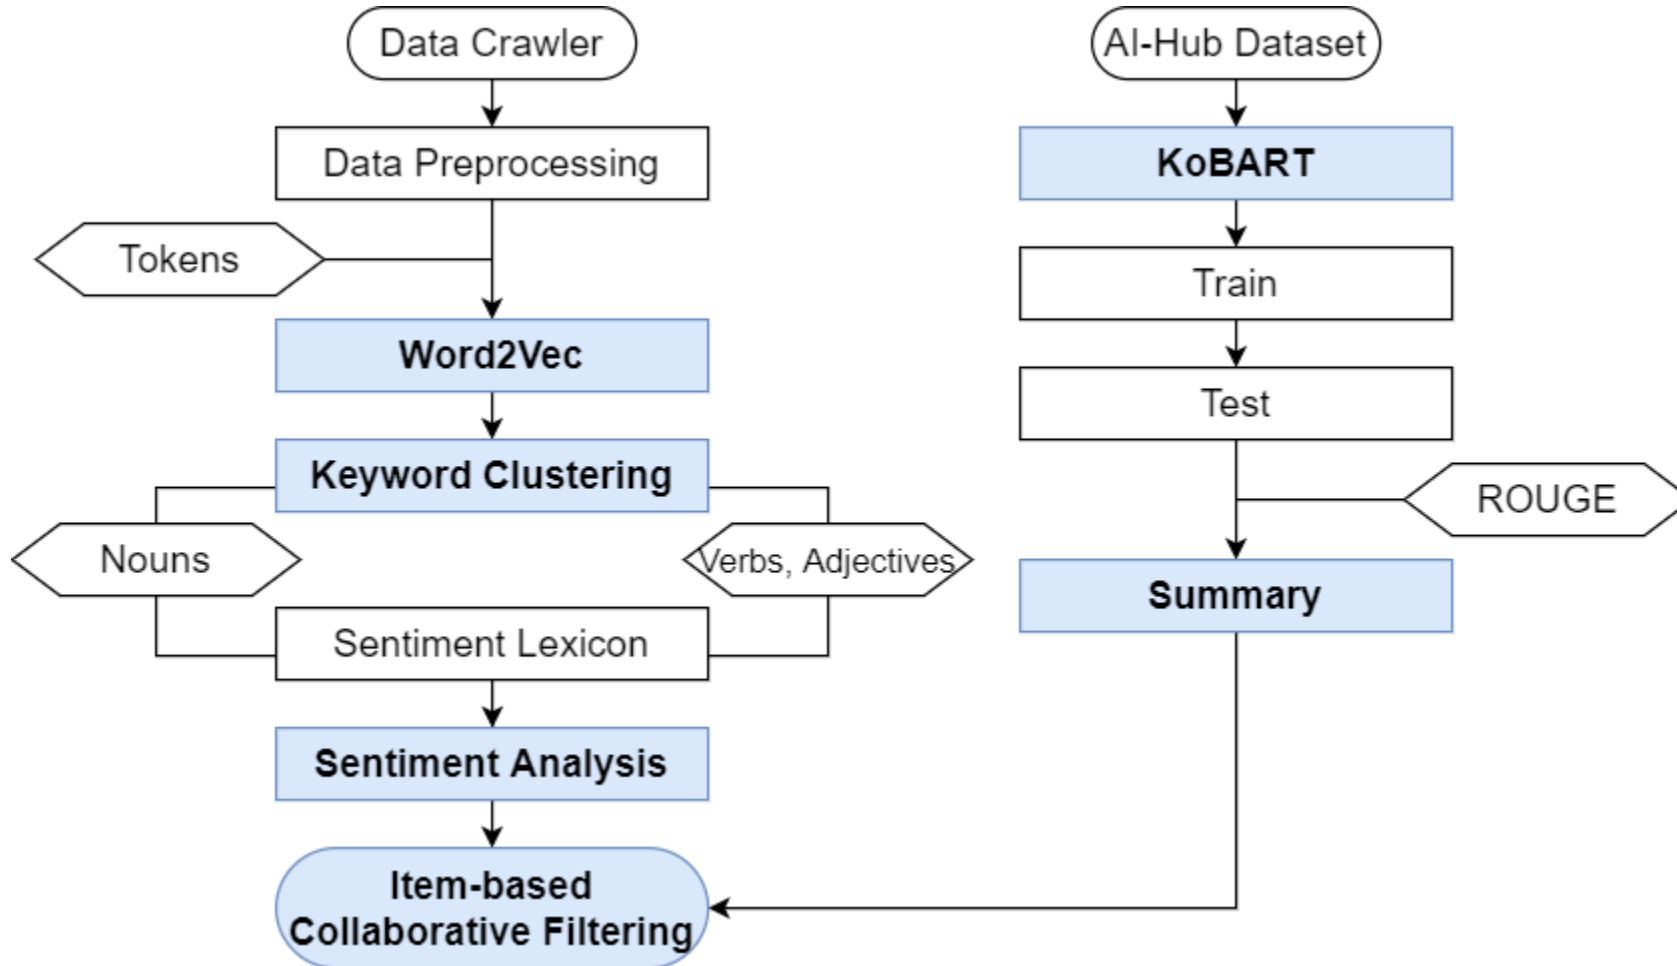 Data Crawler
Data Preprocessing
Tokens
Word2Vec
Keyword Clustering
Nouns
Verbs, Adjectives
Sentiment Lexicon
Sentiment Analysis
Item-based
Collaborative Filtering
AI-Hub Dataset
KoBART
Train
Test
ROUGE
Summary